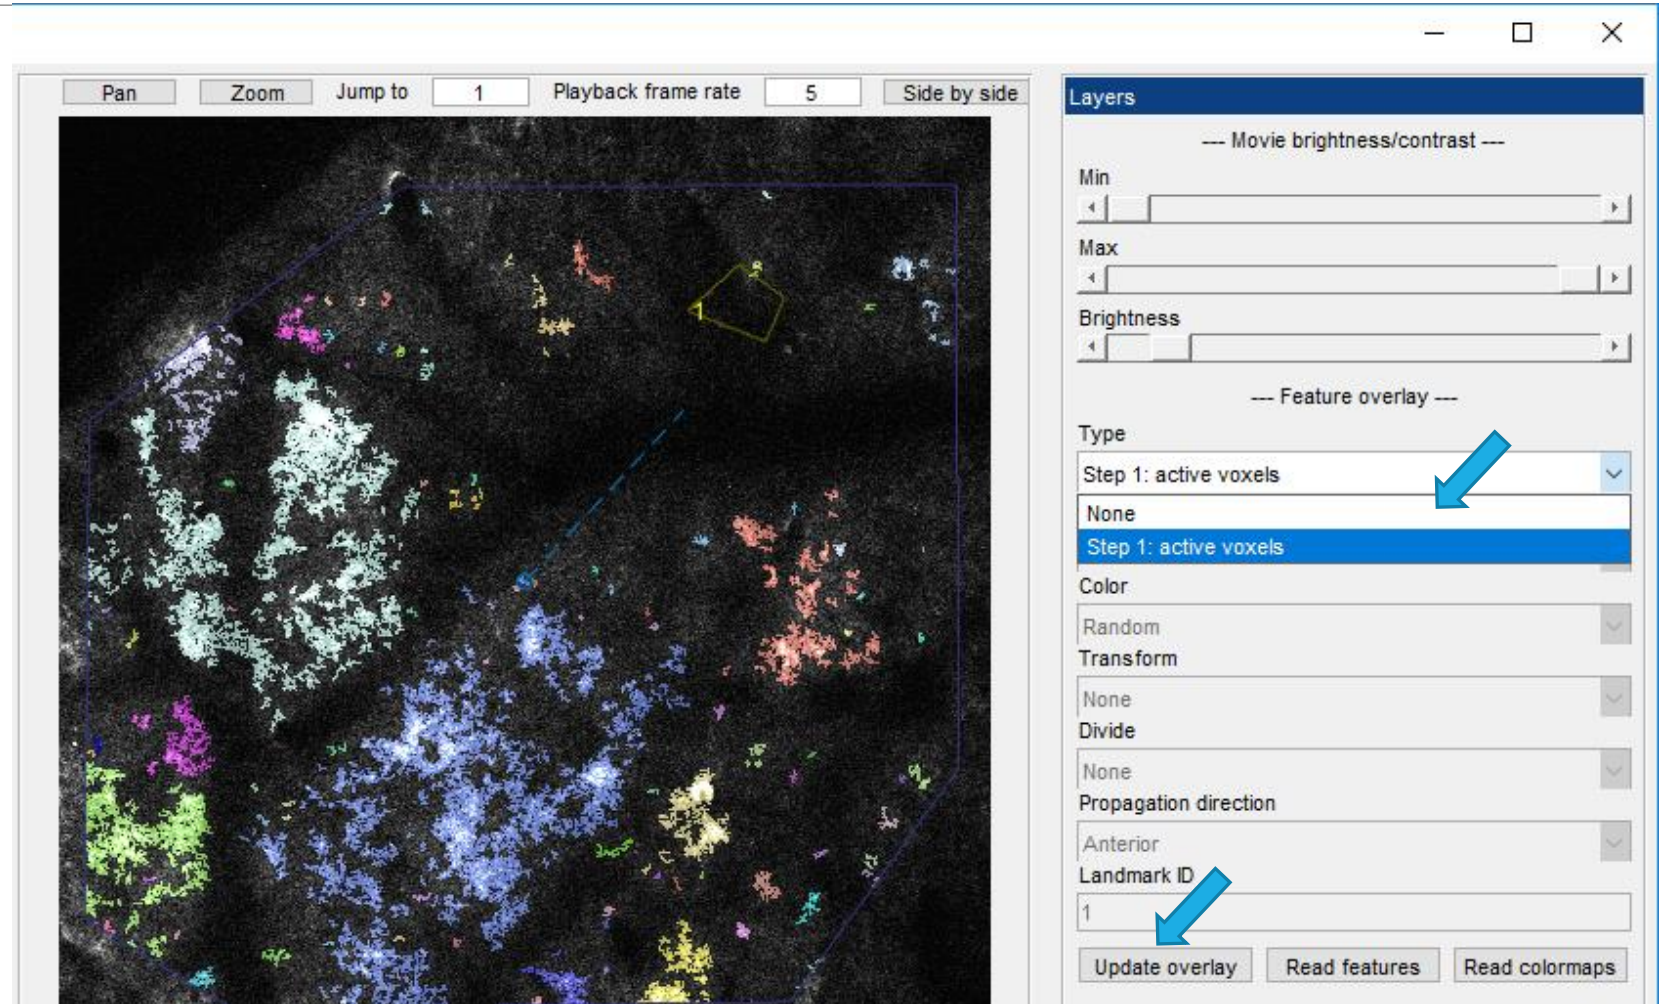 Pan Zoom Jump to 1 Playback frame rate 5 Side by side
1
Layers
--- Movie brightness/contrast ---
Min
Max
Brightness
--- Feature overlay ---
Type
Step 1: active voxels
None
Step 1: active voxels
Color
Random
Transform
None
Divide
None
Propagation direction
Anterior
Landmark ID
1
Update overlay Read features Read colormaps